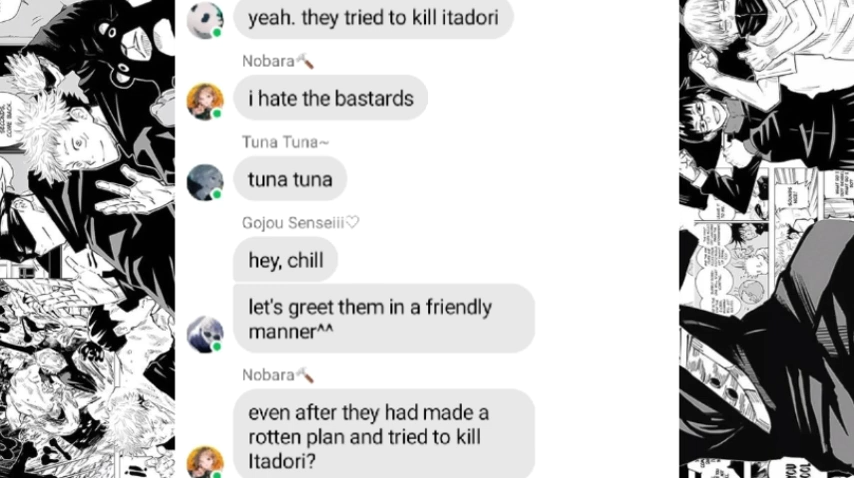 yeah. they tried to kill itadori
Nobara🔨
i hate the bastards
Tuna Tuna~
tuna tuna
Gojou Senseiii♡
hey, chill
let's greet them in a friendly
manner^^
Nobara🔨
even after they had made a
rotten plan and tried to kill
Itadori?